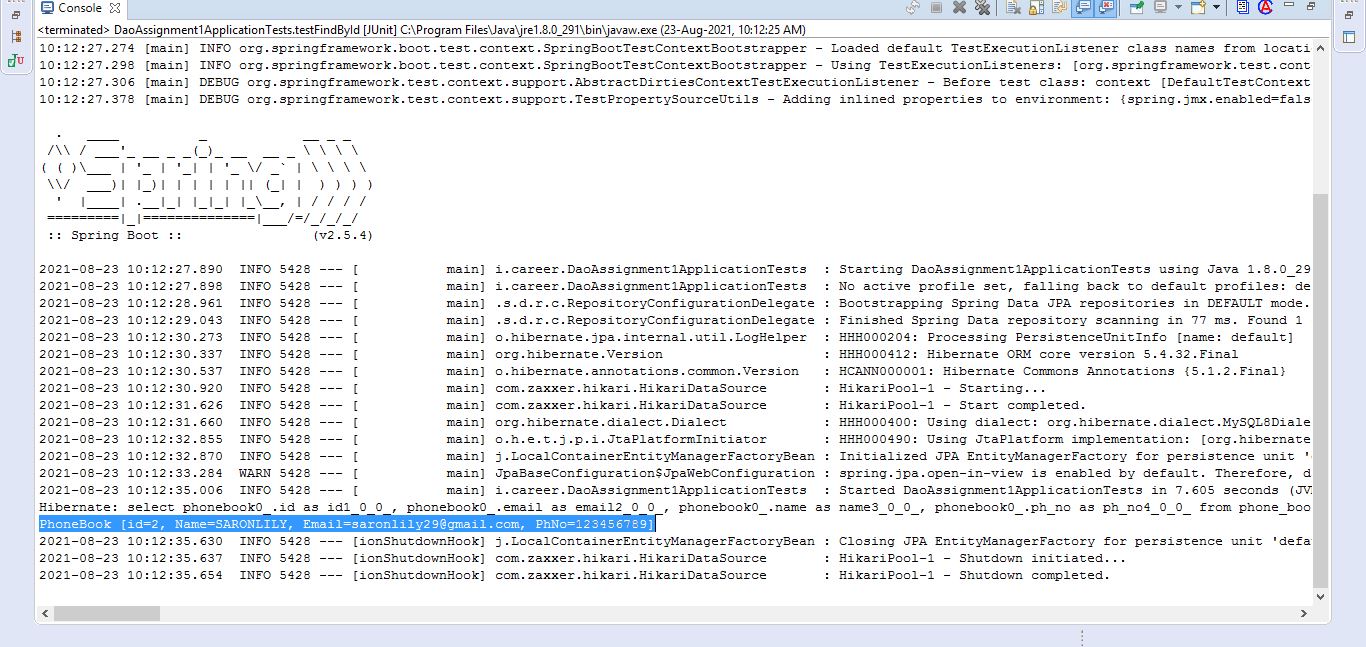 Console
<terminated> DaoAssignment1ApplicationTests.testFindById [JUnit] C:\Program Files\Java\jre1.8.0_291\bin\javaw.exe (23-Aug-2021, 10:12:25 AM)
10:12:27.274 [main] INFO org.springframework.boot.test.context.SpringBootTestContextBootstrapper - Loaded default TestExecutionListener class names from locati
10:12:27.298 [main] INFO org.springframework.boot.test.context.SpringBootTestContextBootstrapper - Using TestExecutionListeners: [org.springframework.test.cont
10:12:27.306 [main] DEBUG org.springframework.test.context.support.AbstractDirtiesContextTestExecutionListener - Before test class: context [DefaultTestContext
10:12:27.378 [main] DEBUG org.springframework.test.context.support.TestPropertySourceUtils - Adding inlined properties to environment: {spring.jmx.enabled=fals
Spring
:: Spring Boot ::                (v2.5.4)
2021-08-23 10:12:27.890  INFO 5428 --- [           main] i.career.DaoAssignment1ApplicationTests  : Starting DaoAssignment1ApplicationTests using Java 1.8.0_29
2021-08-23 10:12:27.898  INFO 5428 --- [           main] i.career.DaoAssignment1ApplicationTests  : No active profile set, falling back to default profiles: de
2021-08-23 10:12:28.961  INFO 5428 --- [           main] .s.d.r.c.RepositoryConfigurationDelegate : Bootstrapping Spring Data JPA repositories in DEFAULT mode.
2021-08-23 10:12:29.043  INFO 5428 --- [           main] .s.d.r.c.RepositoryConfigurationDelegate : Finished Spring Data repository scanning in 77 ms. Found 1
2021-08-23 10:12:30.273  INFO 5428 --- [           main] o.hibernate.jpa.internal.util.LogHelper  : HHH000204: Processing PersistenceUnitInfo [name: default]
2021-08-23 10:12:30.337  INFO 5428 --- [           main] org.hibernate.Version                    : HHH000412: Hibernate ORM core version 5.4.32.Final
2021-08-23 10:12:30.537  INFO 5428 --- [           main] o.hibernate.annotations.common.Version   : HCANN000001: Hibernate Commons Annotations {5.1.2.Final}
2021-08-23 10:12:30.920  INFO 5428 --- [           main] com.zaxxer.hikari.HikariDataSource       : HikariPool-1 - Starting...
2021-08-23 10:12:31.626  INFO 5428 --- [           main] com.zaxxer.hikari.HikariDataSource       : HikariPool-1 - Start completed.
2021-08-23 10:12:31.660  INFO 5428 --- [           main] org.hibernate.dialect.Dialect            : HHH000400: Using dialect: org.hibernate.dialect.MySQL8Diale
2021-08-23 10:12:32.855  INFO 5428 --- [           main] o.h.e.t.j.p.i.JtaPlatformInitiator       : HHH000490: Using JtaPlatform implementation: [org.hibernate
2021-08-23 10:12:32.870  INFO 5428 --- [           main] j.LocalContainerEntityManagerFactoryBean : Initialized JPA EntityManagerFactory for persistence unit '
2021-08-23 10:12:33.284  WARN 5428 --- [           main] JpaBaseConfiguration$JpaWebConfiguration : spring.jpa.open-in-view is enabled by default. Therefore, d
2021-08-23 10:12:35.006  INFO 5428 --- [           main] i.career.DaoAssignment1ApplicationTests  : Started DaoAssignment1ApplicationTests in 7.605 seconds (JV
Hibernate: select phonebook0_.id as id1_0_0_, phonebook0_.email as email2_0_0_, phonebook0_.name as name3_0_0_, phonebook0_.ph_no as ph_no4_0_0_ from phone_boo
PhoneBook [id=2, Name=SARONLILY, Email=saronlily29@gmail.com, PhNo=123456789]
2021-08-23 10:12:35.630  INFO 5428 --- [ionShutdownHook] j.LocalContainerEntityManagerFactoryBean : Closing JPA EntityManagerFactory for persistence unit 'defa
2021-08-23 10:12:35.637  INFO 5428 --- [ionShutdownHook] com.zaxxer.hikari.HikariDataSource       : HikariPool-1 - Shutdown initiated...
2021-08-23 10:12:35.654  INFO 5428 --- [ionShutdownHook] com.zaxxer.hikari.HikariDataSource       : HikariPool-1 - Shutdown completed.